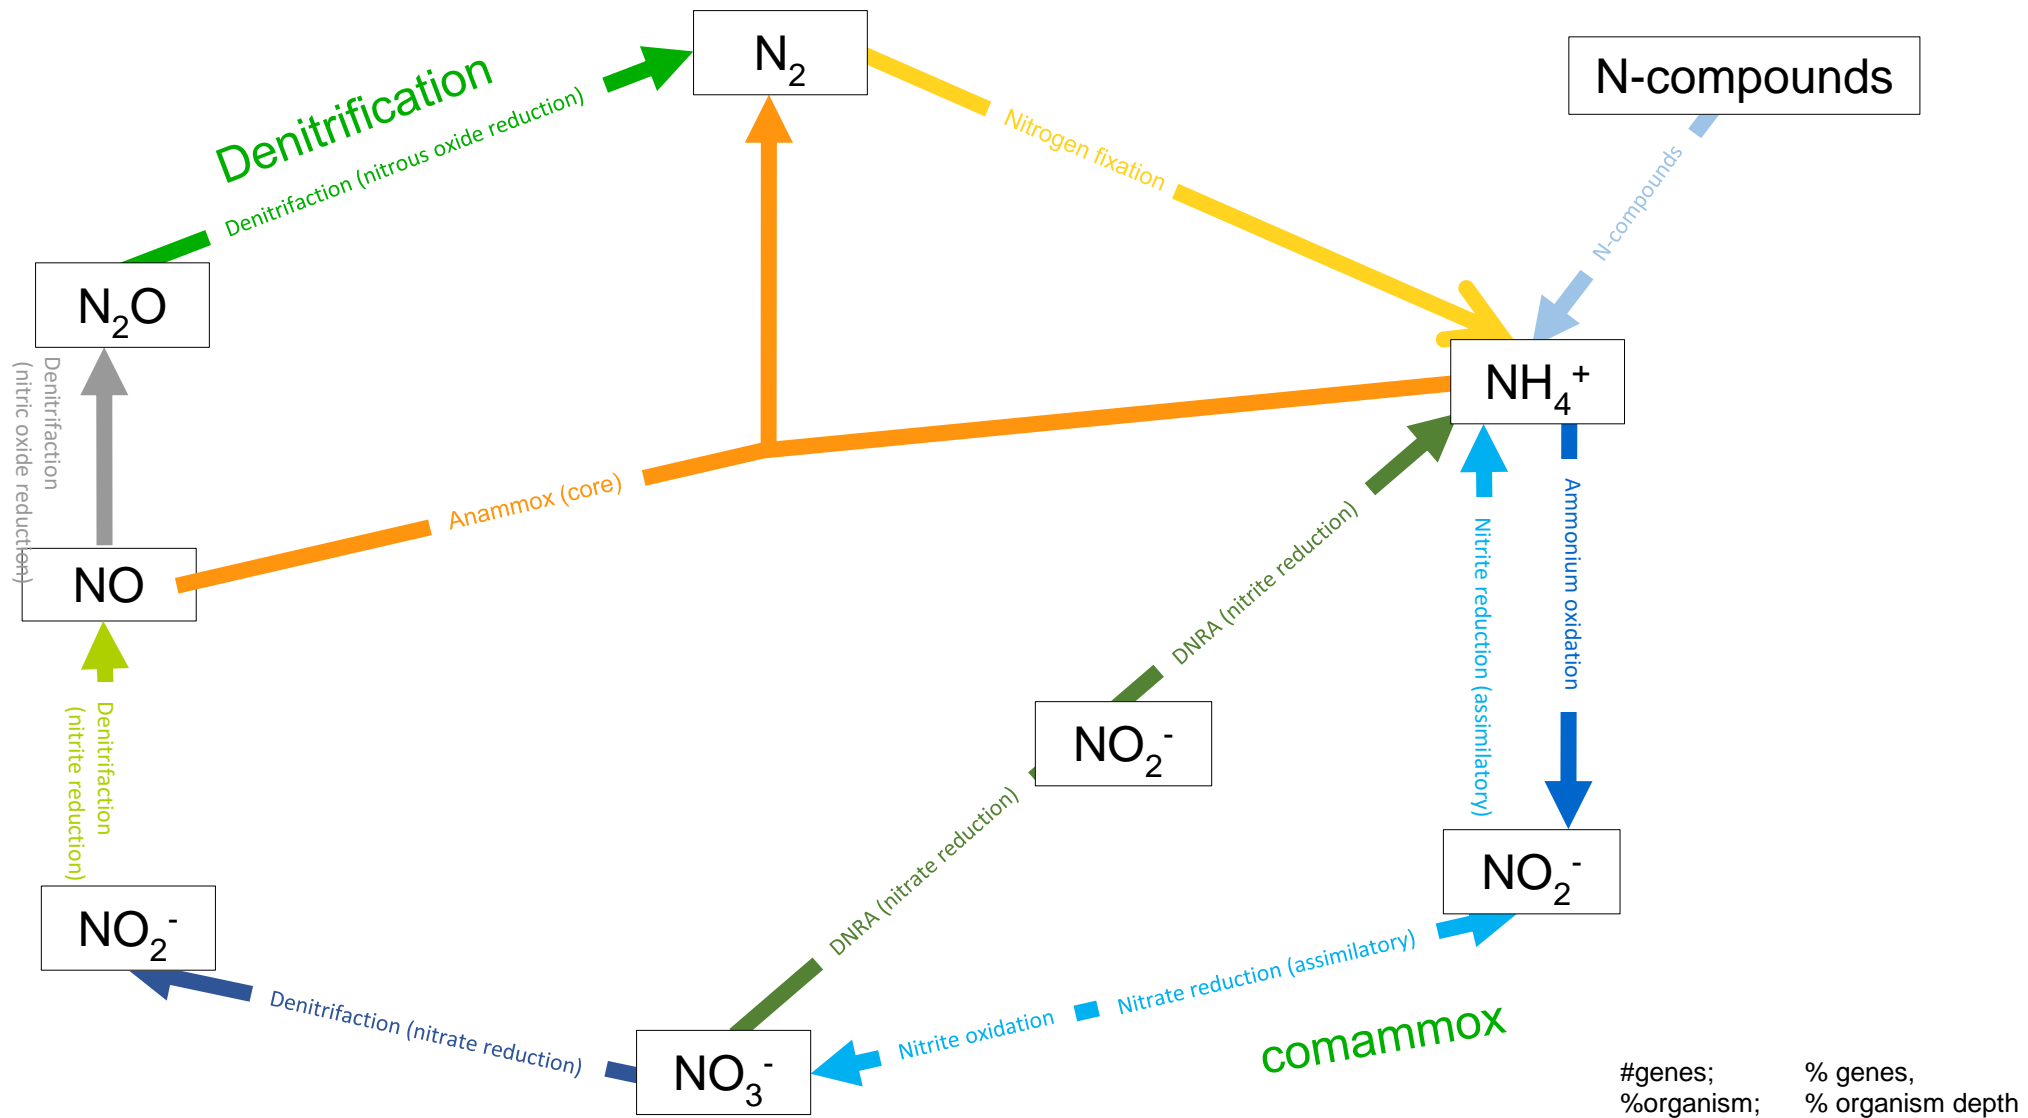 N2
N-compounds
Denitrification
Denitrifaction (nitrous oxide reduction)
Nitrogen fixation
N-compounds
N2O
NH4+
Denitrifaction
(nitric oxide reduction)
Anammox (core)
NO
DNRA (nitrite reduction)
Nitrite reduction (assimilatory)
Ammonium oxidation
Denitrifaction
(nitrite reduction)
NO2-
DNRA (nitrate reduction)
NO2-
NO2-
Denitrifaction (nitrate reduction)
Nitrite oxidation
Nitrate reduction (assimilatory)
NO3-
comammox
#genes; % genes,
%organism; % organism depth